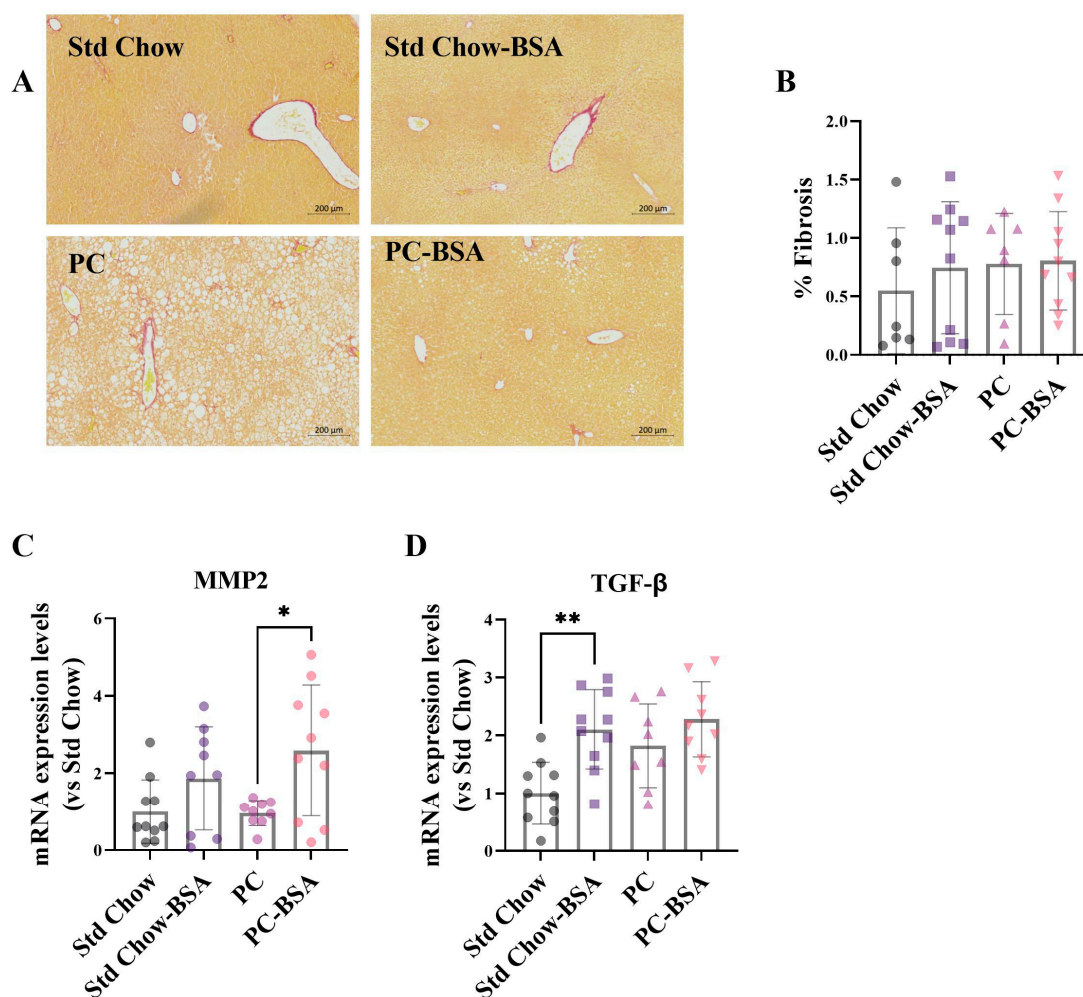 A
Std Chow
Std Chow-BSA
200 µm
200 µm
PC
PC-BSA
200 µm
200 µm
B
% Fibrosis
2.0
1.5
1.0
0.5
0.0
Std Chow
Std Chow-BSA
PC
PC-BSA
C
MMP2
mRNA expression levels
(vs Std Chow)
6
4
2
0
*
Std Chow
Std Chow-BSA
PC
PC-BSA
D
TGF-β
mRNA expression levels
(vs Std Chow)
4
3
2
1
0
**
Std Chow
Std Chow-BSA
PC
PC-BSA